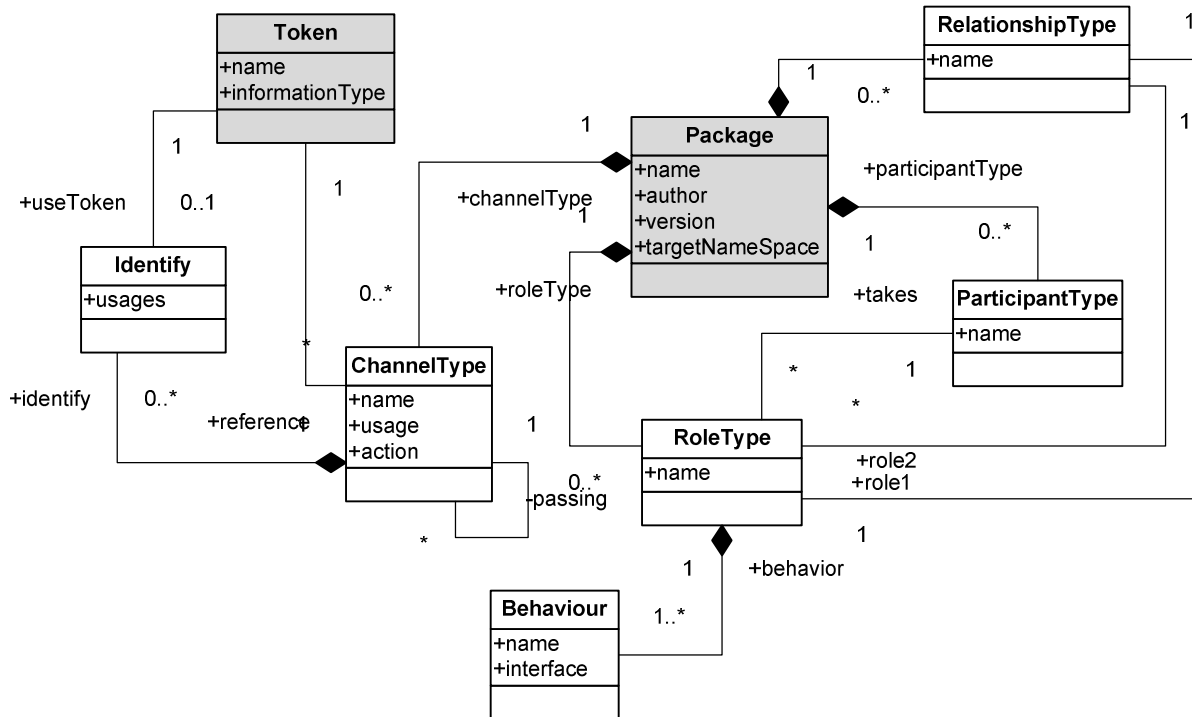 Token
+name
+informationType
RelationshipType
+name
1
1
0..*
1
Package
+name
+author
+version
+targetNameSpace
1
+participantType
+channelType
1
1
+useToken
0..1
1
0..*
1
Identify
+usages
+roleType
0..*
+takes
ParticipantType
+name
*
ChannelType
+name
+usage
+action
+identify
0..*
+reference
1
1
*
1
*
RoleType
+name
+role2
+role1
0..*
-passing
*
1
1
+behavior
Behaviour
+name
+interface
1..*